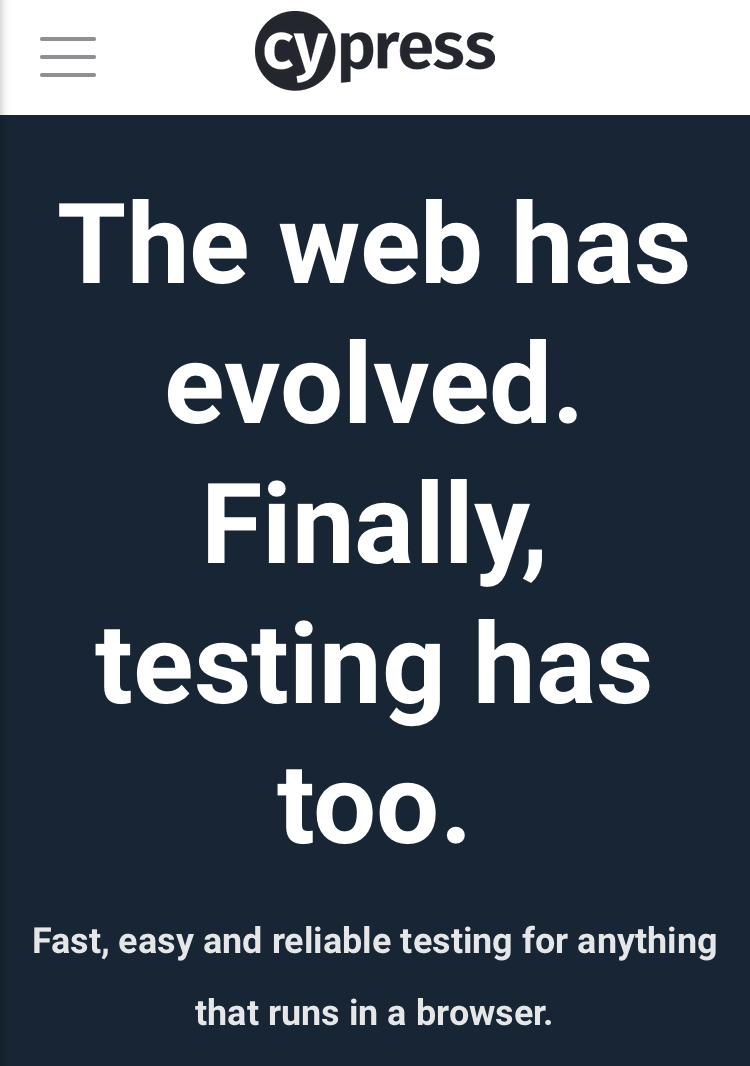 cypress
The web has
evolved.
Finally,
testing has
too.
Fast, easy and reliable testing for anything
that runs in a browser.